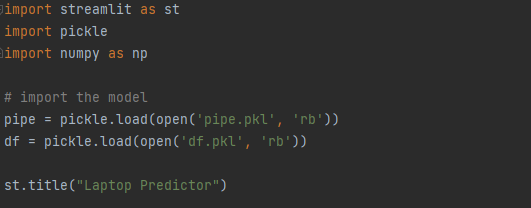 import streamlit as st
import pickle
import numpy as np
# import the model
pipe = pickle.load(open('pipe.pkl', 'rb'))
df = pickle.load(open('df.pkl', 'rb'))
st.title("Laptop Predictor")